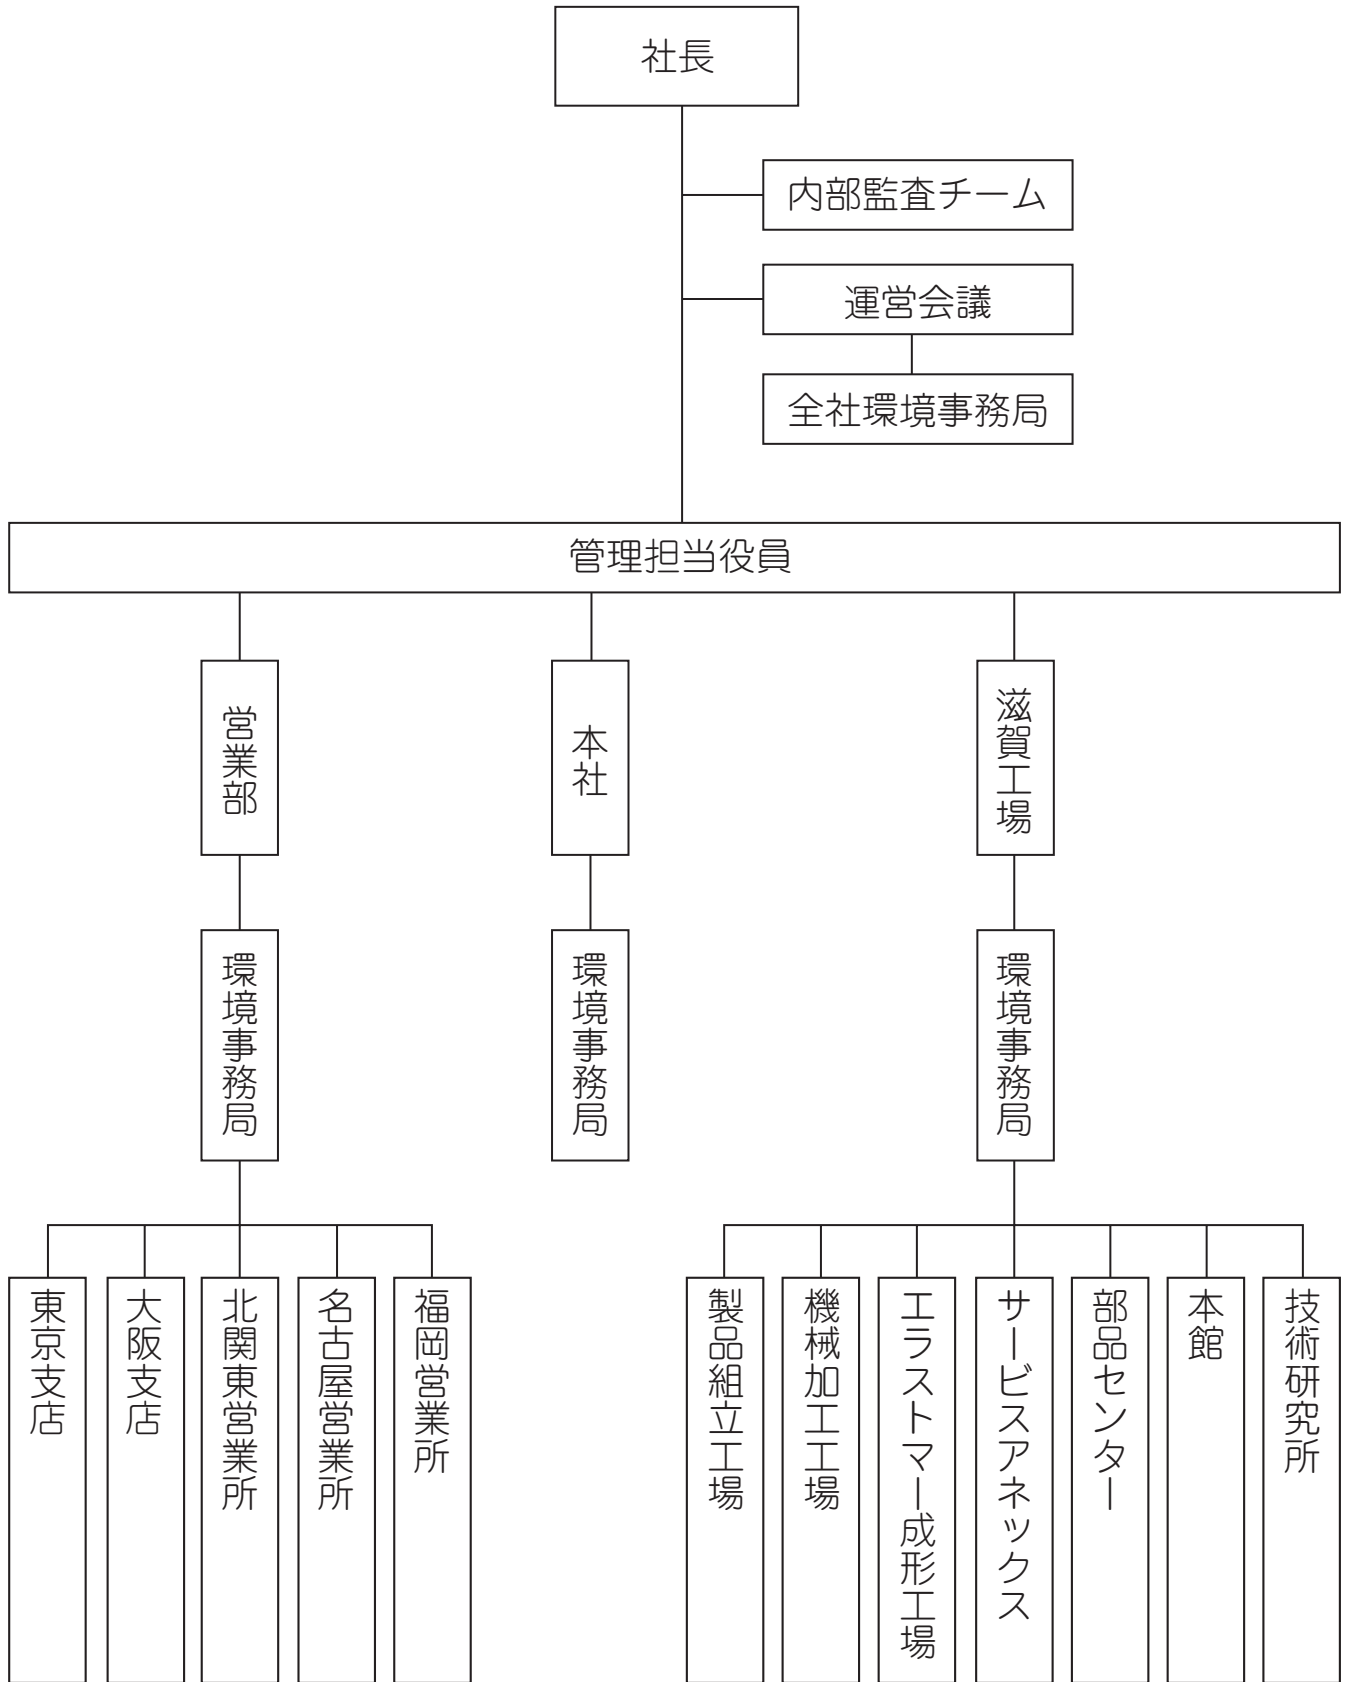 社長
内部監査チーム
運営会議
全社環境事務局
管理担当役員
営業部
本社
滋賀工場
環境事務局
環境事務局
環境事務局
東京支店
大阪支店
北関東営業所
名古屋営業所
福岡営業所
製品組立工場
機械加工工場
エラストマー成形工場
サービスアネックス
部品センター
本館
技術研究所